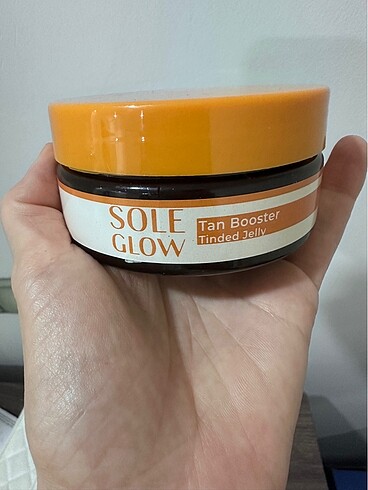 SOLE
GLOW
Tan Booster
Tinded Jelly